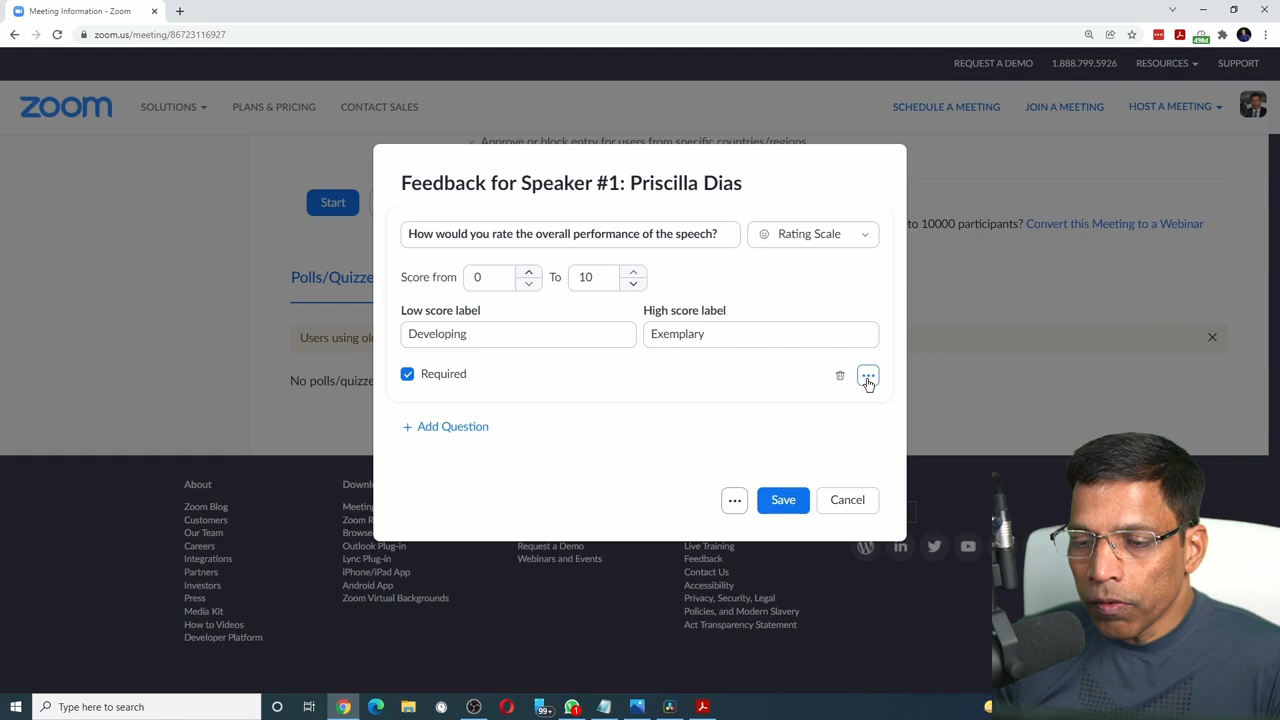 Meeting Information - Zoom
zoom.us/meeting/86723116927
498d
REQUEST A DEMO 1.888.799.5926 RESOURCES SUPPORT
zoom SOLUTIONS PLANS & PRICING CONTACT SALES SCHEDULE A MEETING JOIN A MEETING HOST A MEETING
Approve or block entry for users from specific countries/regions
Start
to 10000 participants? Convert this Meeting to a Webinar
Polls/Quizze
Users using ol
No polls/quizze
Feedback for Speaker #1: Priscilla Dias
How would you rate the overall performance of the speech? Rating Scale
Score from 0 To 10
Low score label High score label
Developing Exemplary
Required
+ Add Question
Save Cancel
About
Zoom Blog
Customers
Our Team
Careers
Integrations
Partners
Investors
Press
Media Kit
How to Videos
Developer Platform
Downl
Meeting
Zoom R
Browse
Outlook Plug-in
Lync Plug-in
iPhone/iPad App
Android App
Zoom Virtual Backgrounds
Request a Demo
Webinars and Events
Live Training
Feedback
Contact Us
Accessibility
Privacy, Security, Legal
Policies, and Modern Slavery
Act Transparency Statement
Type here to search
99+
1